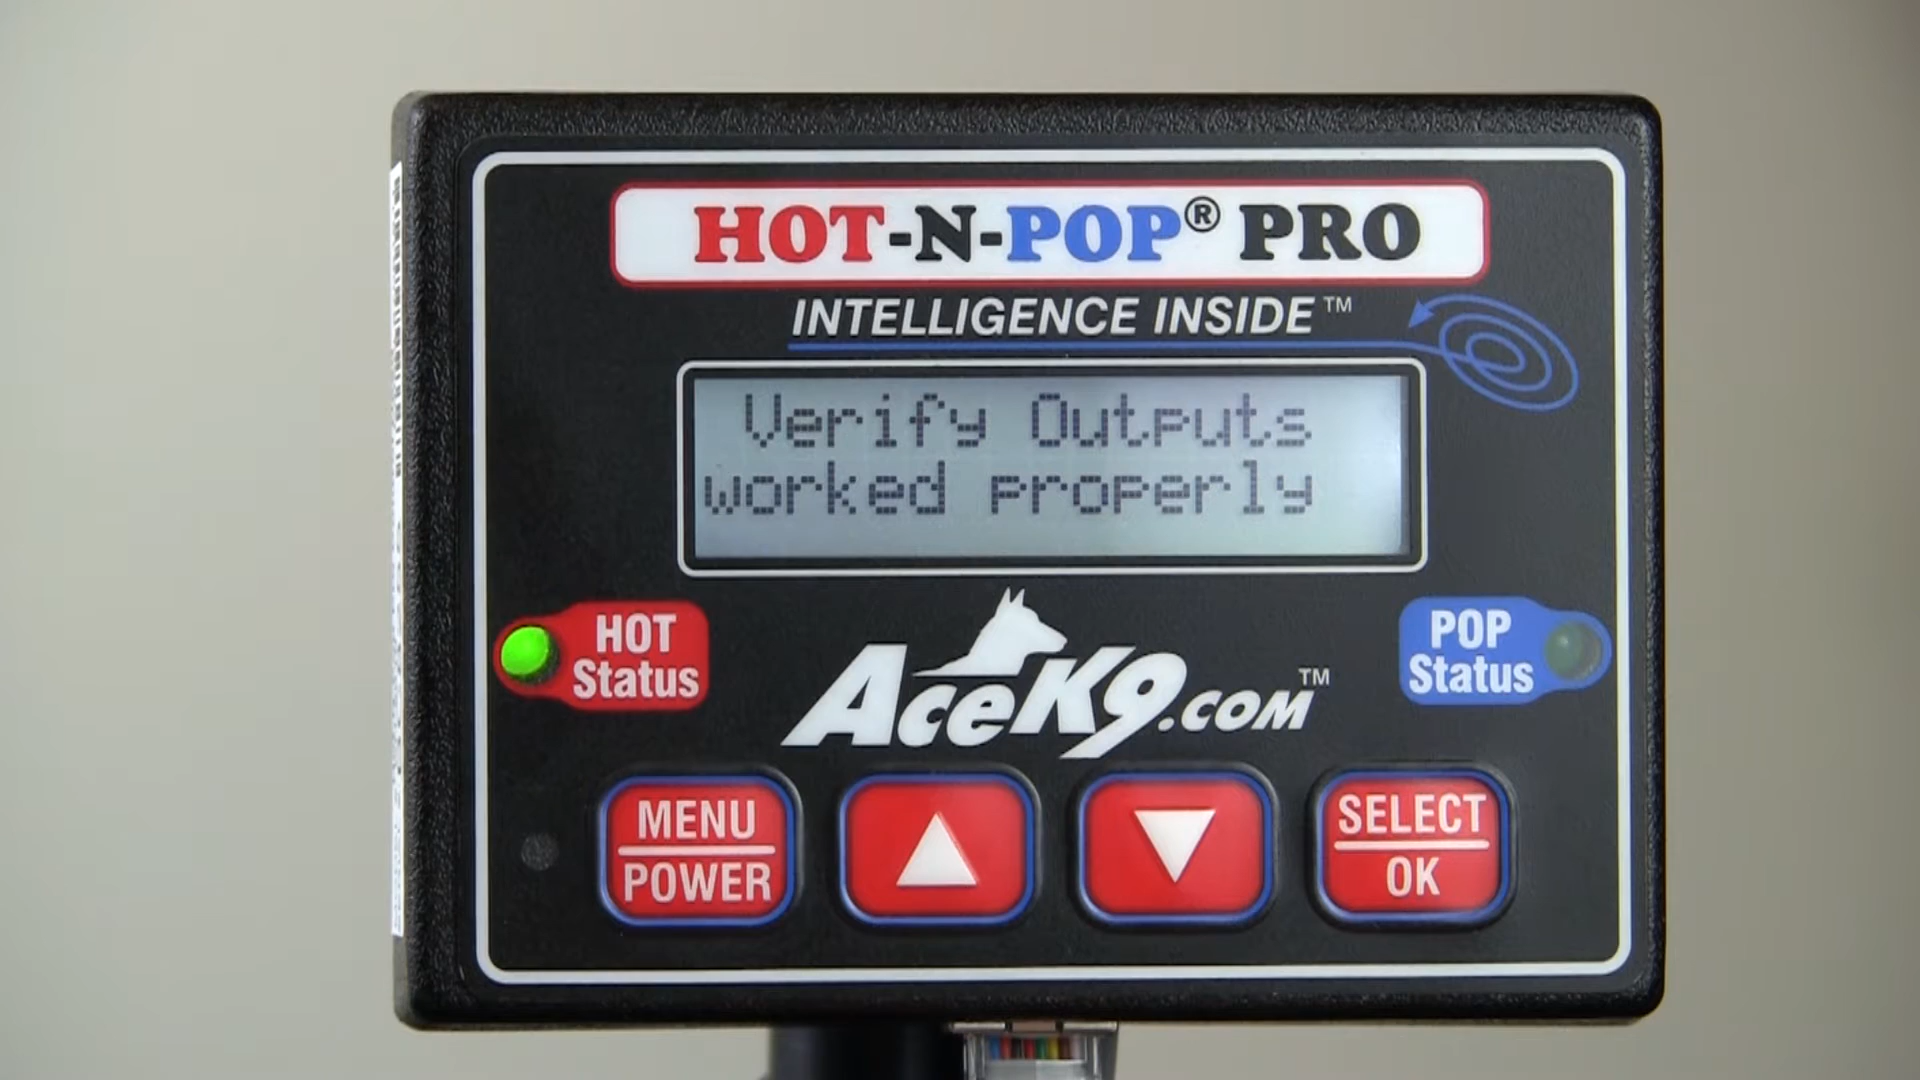 HOT-N-POP® PRO
INTELLIGENCE INSIDE™
Verify Outputs
worked properly
HOT
Status
POP
Status
AceK9.com™
MENU
POWER
SELECT
OK